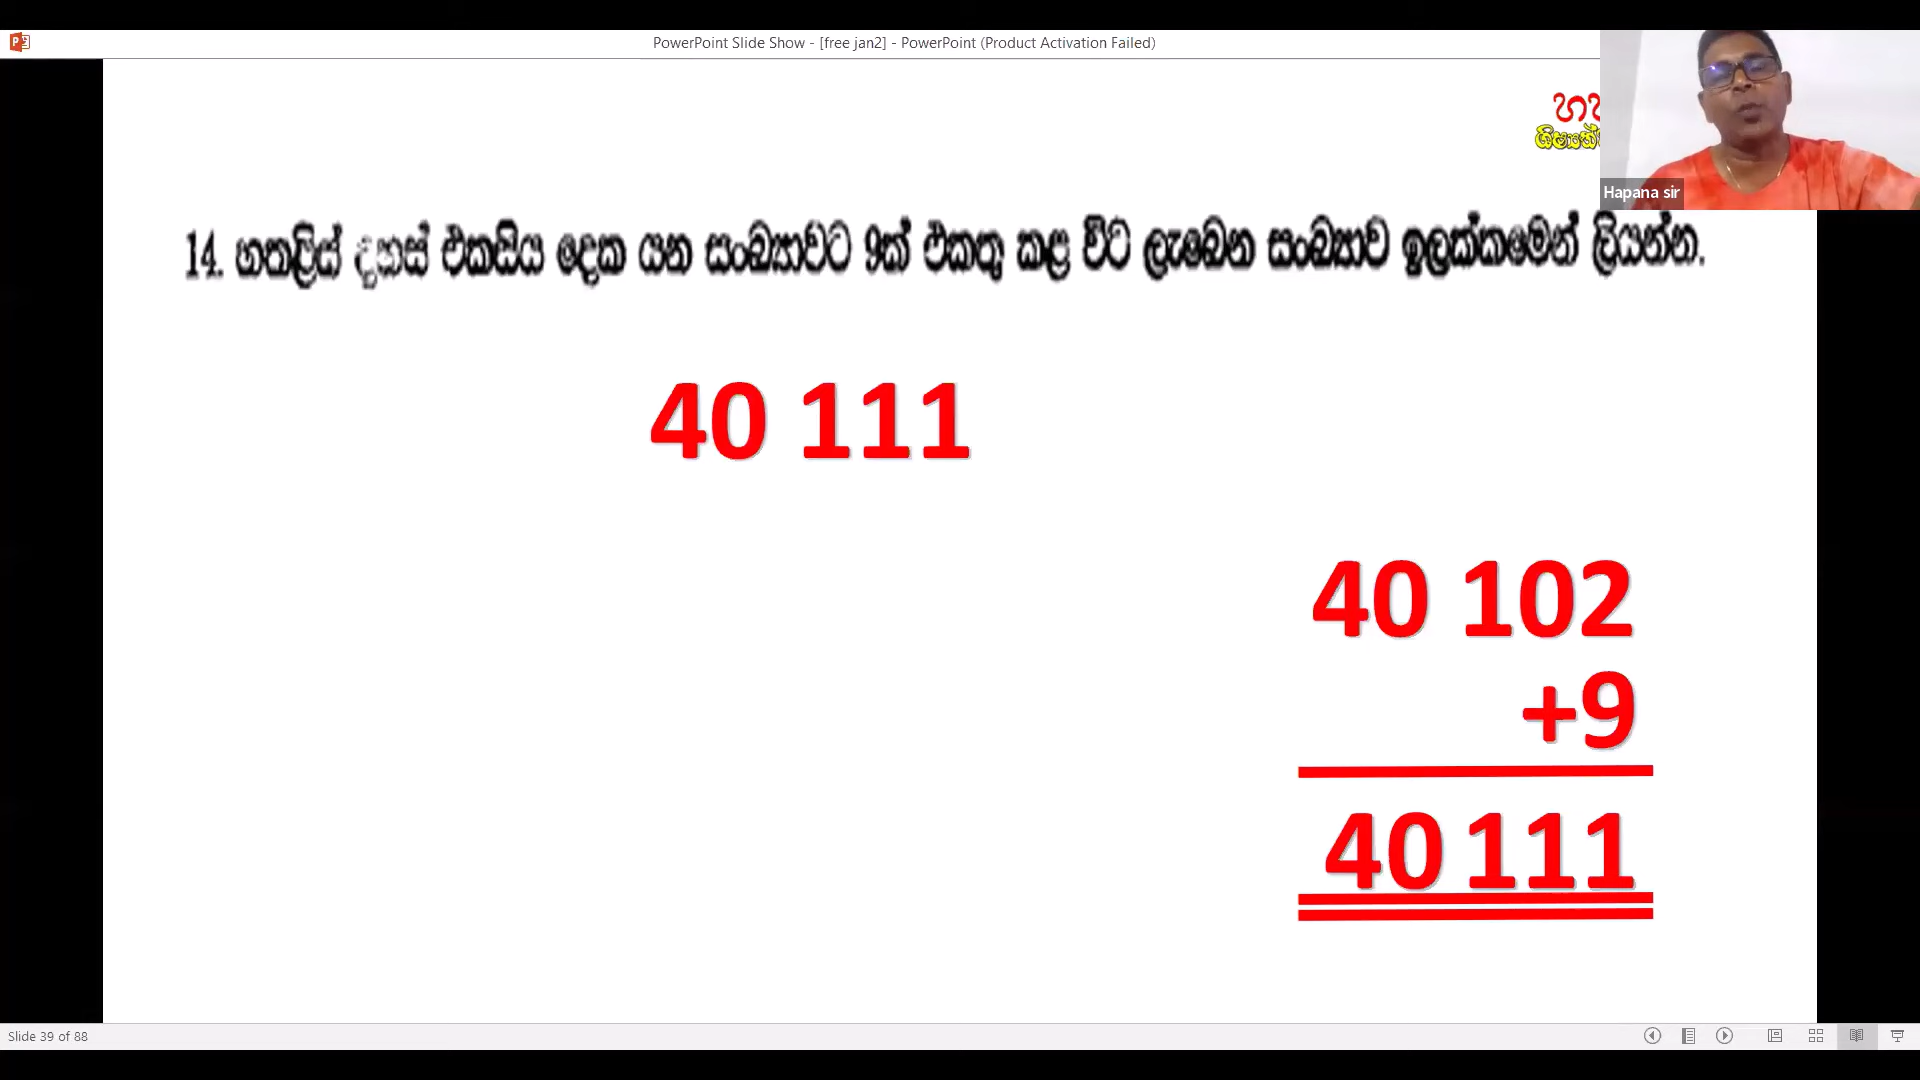 PowerPoint Slide Show - [free jan2] - PowerPoint (Product Activation Failed)
Hapana sir
14. හතළිස් දහස් එකසිය දෙක යන සංඛ්‍යාවට 9ක් එකතු කළ විට ලැබෙන සංඛ්‍යාව ඉලක්කමෙන් ලියන්න.
40 111
40 102
+9
40 111
Slide 39 of 88